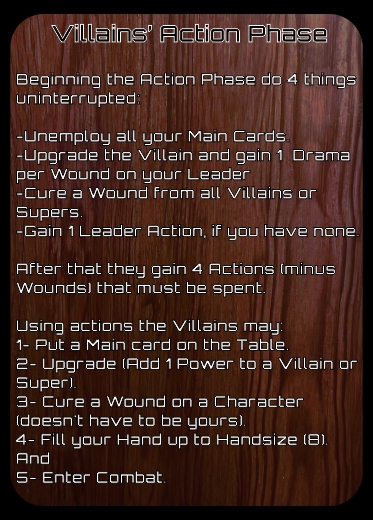 Villains' Action Phase
Beginning the Action Phase do 4 things
uninterrupted:
-Unemploy all your Main Cards
-Upgrade the Villain and gain 1 Drama
per Wound on your Leader
-Cure a Wound from all Villains or
Supers.
-Gain 1 Leader Action, if you have none.
After that they gain 4 Actions (minus
Wounds) that must be spent.
Using actions the Villains may:
1- Put a Main card on the Table.
2- Upgrade (Add 1 Power to a Villain or
Super).
3- Cure a Wound on a Character
(doesn't have to be yours).
4- Fill your Hand up to Handsize (8).
And
5- Enter Combat.